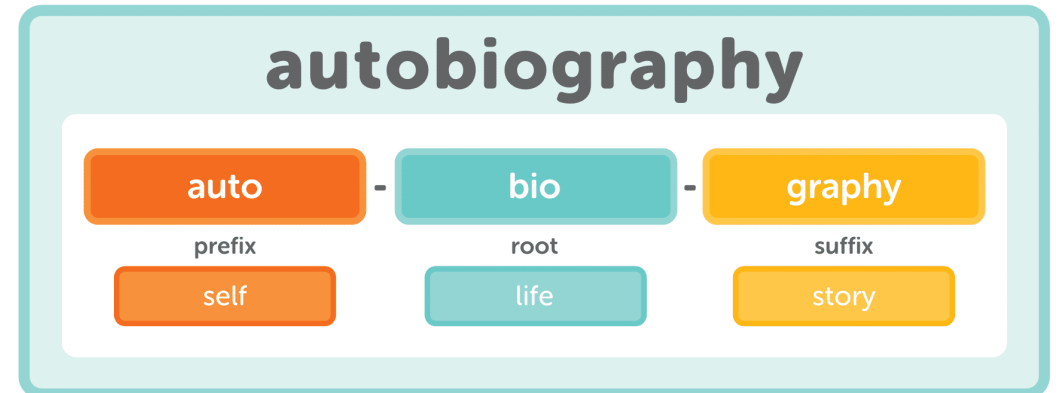 autobiography
auto - bio - graphy
prefix root suffix
self life story